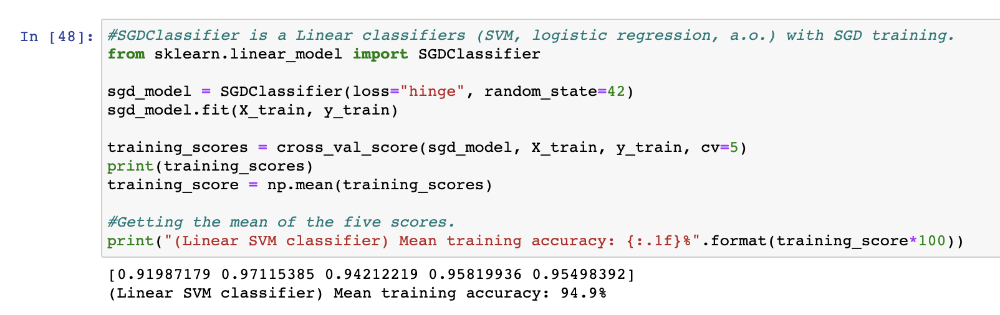 In [48]: #SGDClassifier is a Linear classifiers (SVM, logistic regression, a.o.) with SGD training.
from sklearn.linear_model import SGDClassifier
sgd_model = SGDClassifier(loss="hinge", random_state=42)
sgd_model.fit(X_train, y_train)
training_scores = cross_val_score(sgd_model, X_train, y_train, cv=5)
print(training_scores)
training_score = np.mean(training_scores)
#Getting the mean of the five scores.
print("(Linear SVM classifier) Mean training accuracy: {:.1f}%".format(training_score*100))
[0.91987179 0.97115385 0.94212219 0.95819936 0.95498392]
(Linear SVM classifier) Mean training accuracy: 94.9%